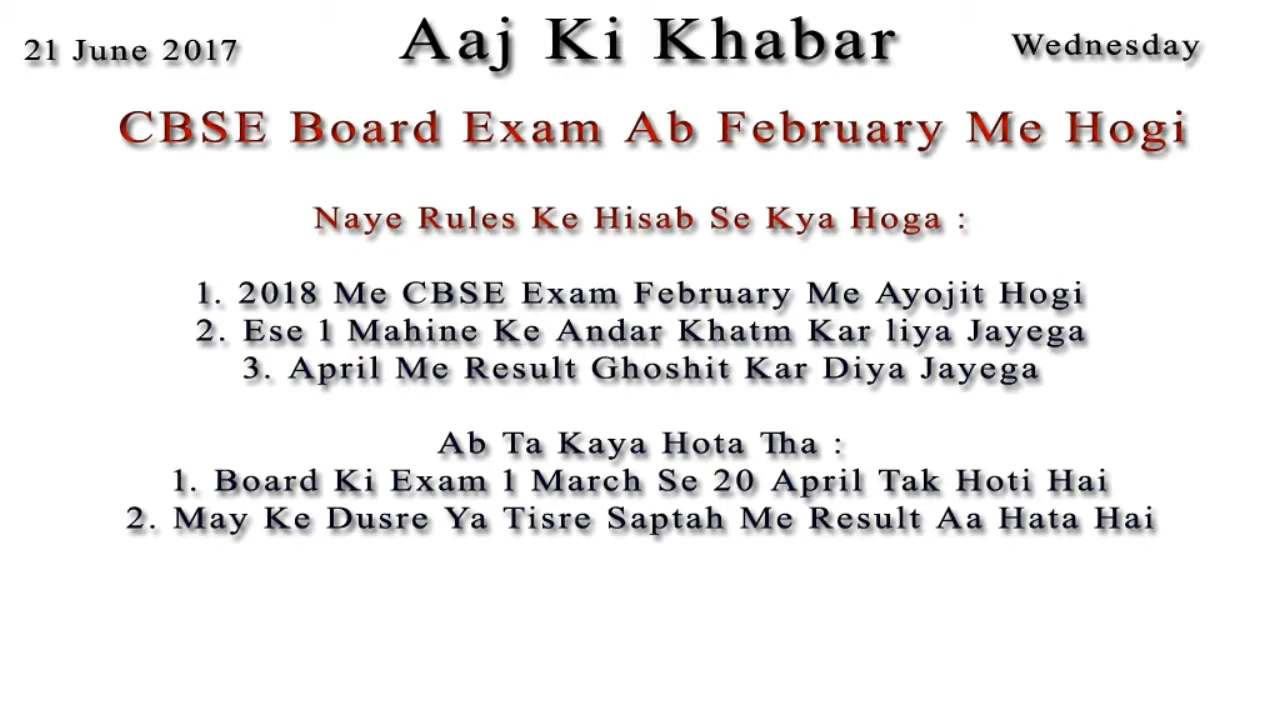 21 June 2017 Aaj Ki Khabar Wednesday
CBSE Board Exam Ab February Me Hogi
Naye Rules Ke Hisab Se Kya Hoga :
1. 2018 Me CBSE Exam February Me Ayojit Hogi
2. Ese 1 Mahine Ke Andar Khatm Kar liya Jayega
3. April Me Result Ghoshit Kar Diya Jayega
Ab Ta Kaya Hota Tha :
1. Board Ki Exam 1 March Se 20 April Tak Hoti Hai
2. May Ke Dusre Ya Tisre Saptah Me Result Aa Hata Hai